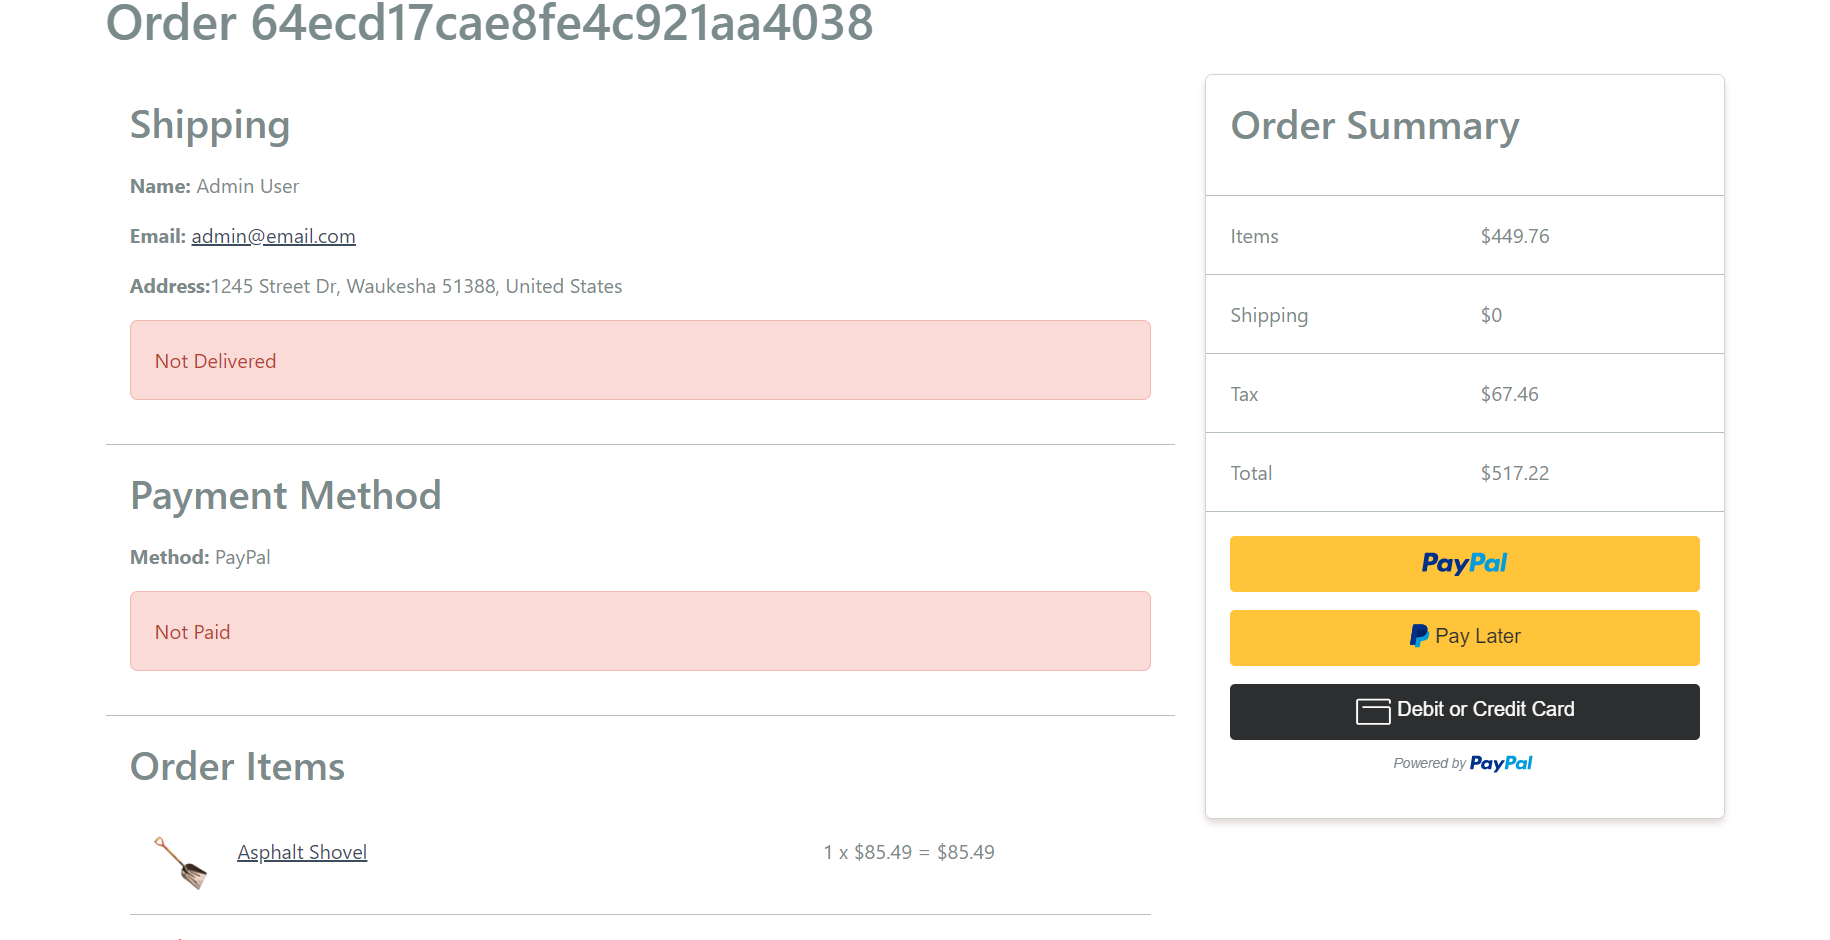 Order 64ecd17cae8fe4c921aa4038
Shipping
Name: Admin User
Email: admin@email.com
Address:1245 Street Dr, Waukesha 51388, United States
Not Delivered
Payment Method
Method: PayPal
Not Paid
Order Items
Asphalt Shovel
1 x $85.49 = $85.49
Order Summary
Items $449.76
Shipping $0
Tax $67.46
Total $517.22
PayPal
Pay Later
Debit or Credit Card
Powered by PayPal